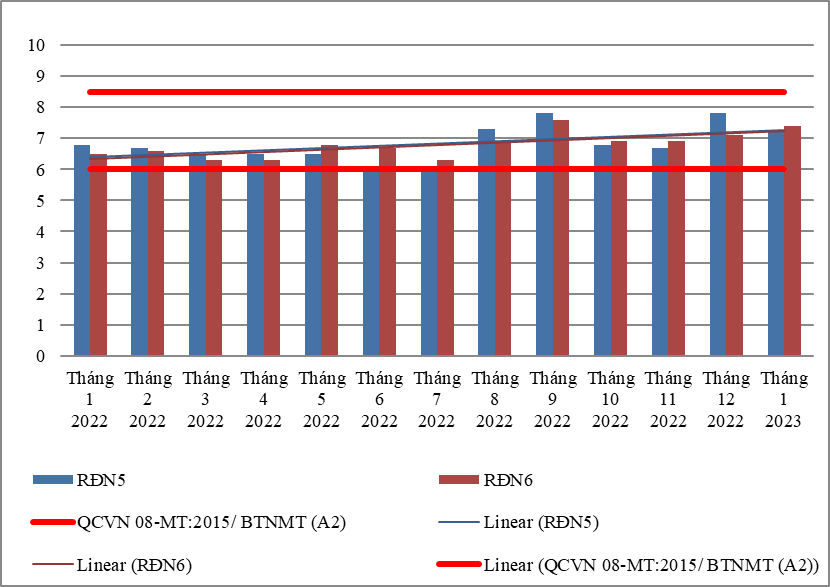 10
9
8
7
6
5
4
3
2
1
0
Tháng Tháng Tháng Tháng Tháng Tháng Tháng Tháng Tháng Tháng Tháng Tháng Tháng
1 2 3 4 5 6 7 8 9 10 11 12 1
2022 2022 2022 2022 2022 2022 2022 2022 2022 2022 2022 2022 2023
RĐN5 RĐN6
QCVN 08-MT:2015/ BTNMT (A2) Linear (RĐN5)
Linear (RĐN6) Linear (QCVN 08-MT:2015/ BTNMT (A2))